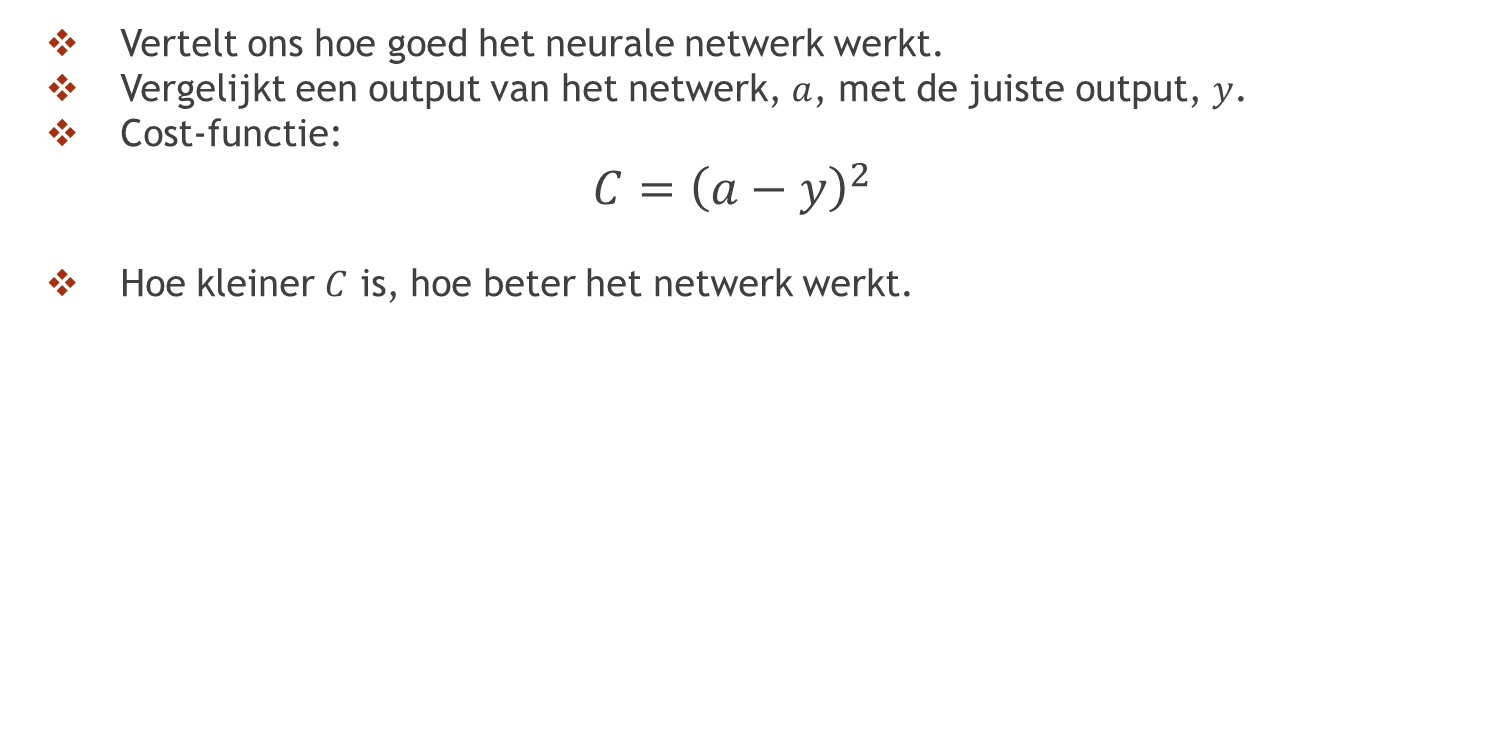 ❖ Vertelt ons hoe goed het neurale netwerk werkt.
❖ Vergelijkt een output van het netwerk, a, met de juiste output, y.
❖ Cost-functie:
C = (a − y)²
❖ Hoe kleiner C is, hoe beter het netwerk werkt.